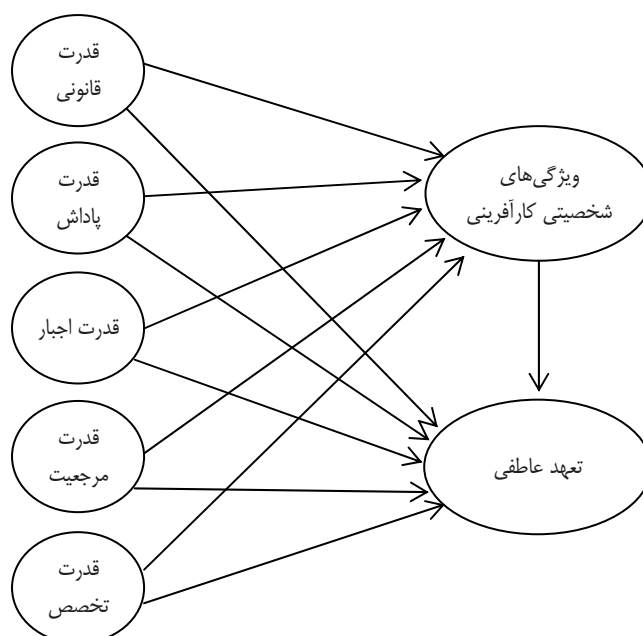 قدرت
قانونی
قدرت
پاداش
قدرت اجبار
قدرت
مرجعیت
قدرت
تخصص
ویژگی‌های
شخصیتی کارآفرینی
تعهد عاطفی